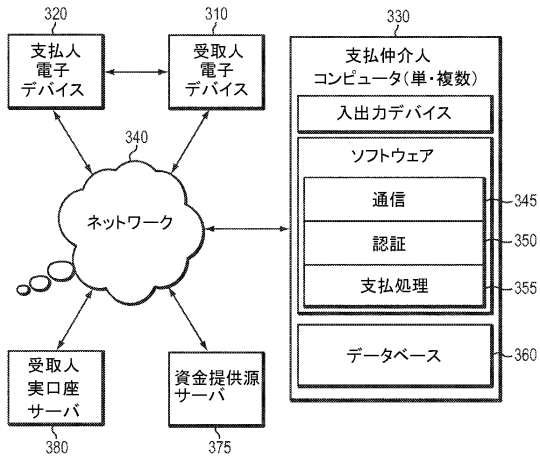 320
310
330
支払人
電子
デバイス
受取人
電子
デバイス
支払仲介人
コンピュータ(単・複数)
入出力デバイス
340
ソフトウェア
ネットワーク
通信
345
認証
350
支払処理
355
受取人
実口座
サーバ
資金提供源
サーバ
データベース
360
380
375